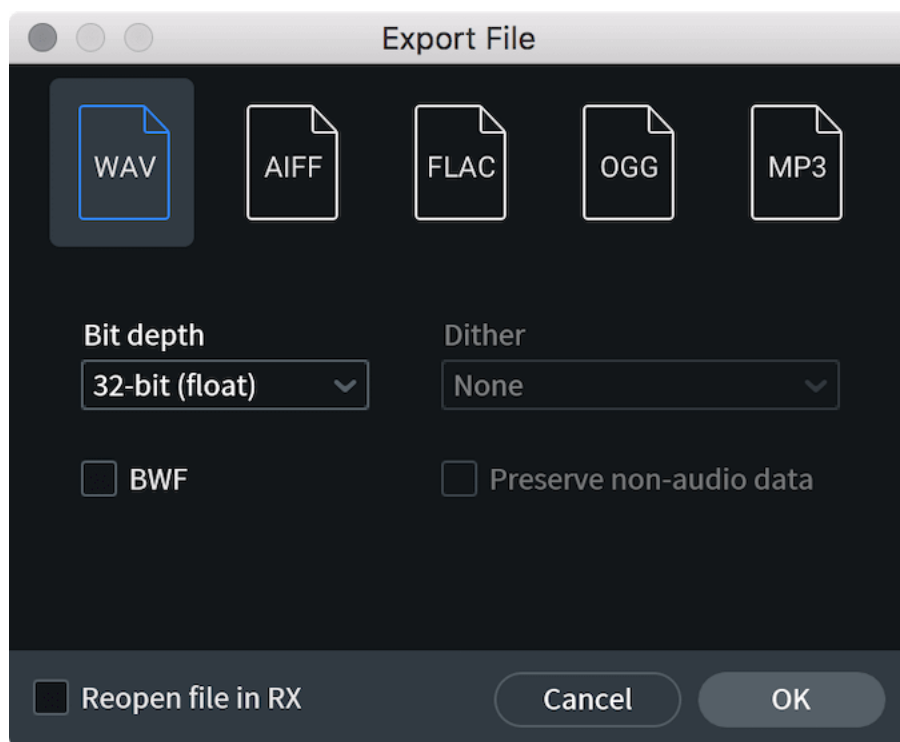 Export File
WAV AIFF FLAC OGG MP3
Bit depth Dither
32-bit (float) None
BWF Preserve non-audio data
Reopen file in RX Cancel OK